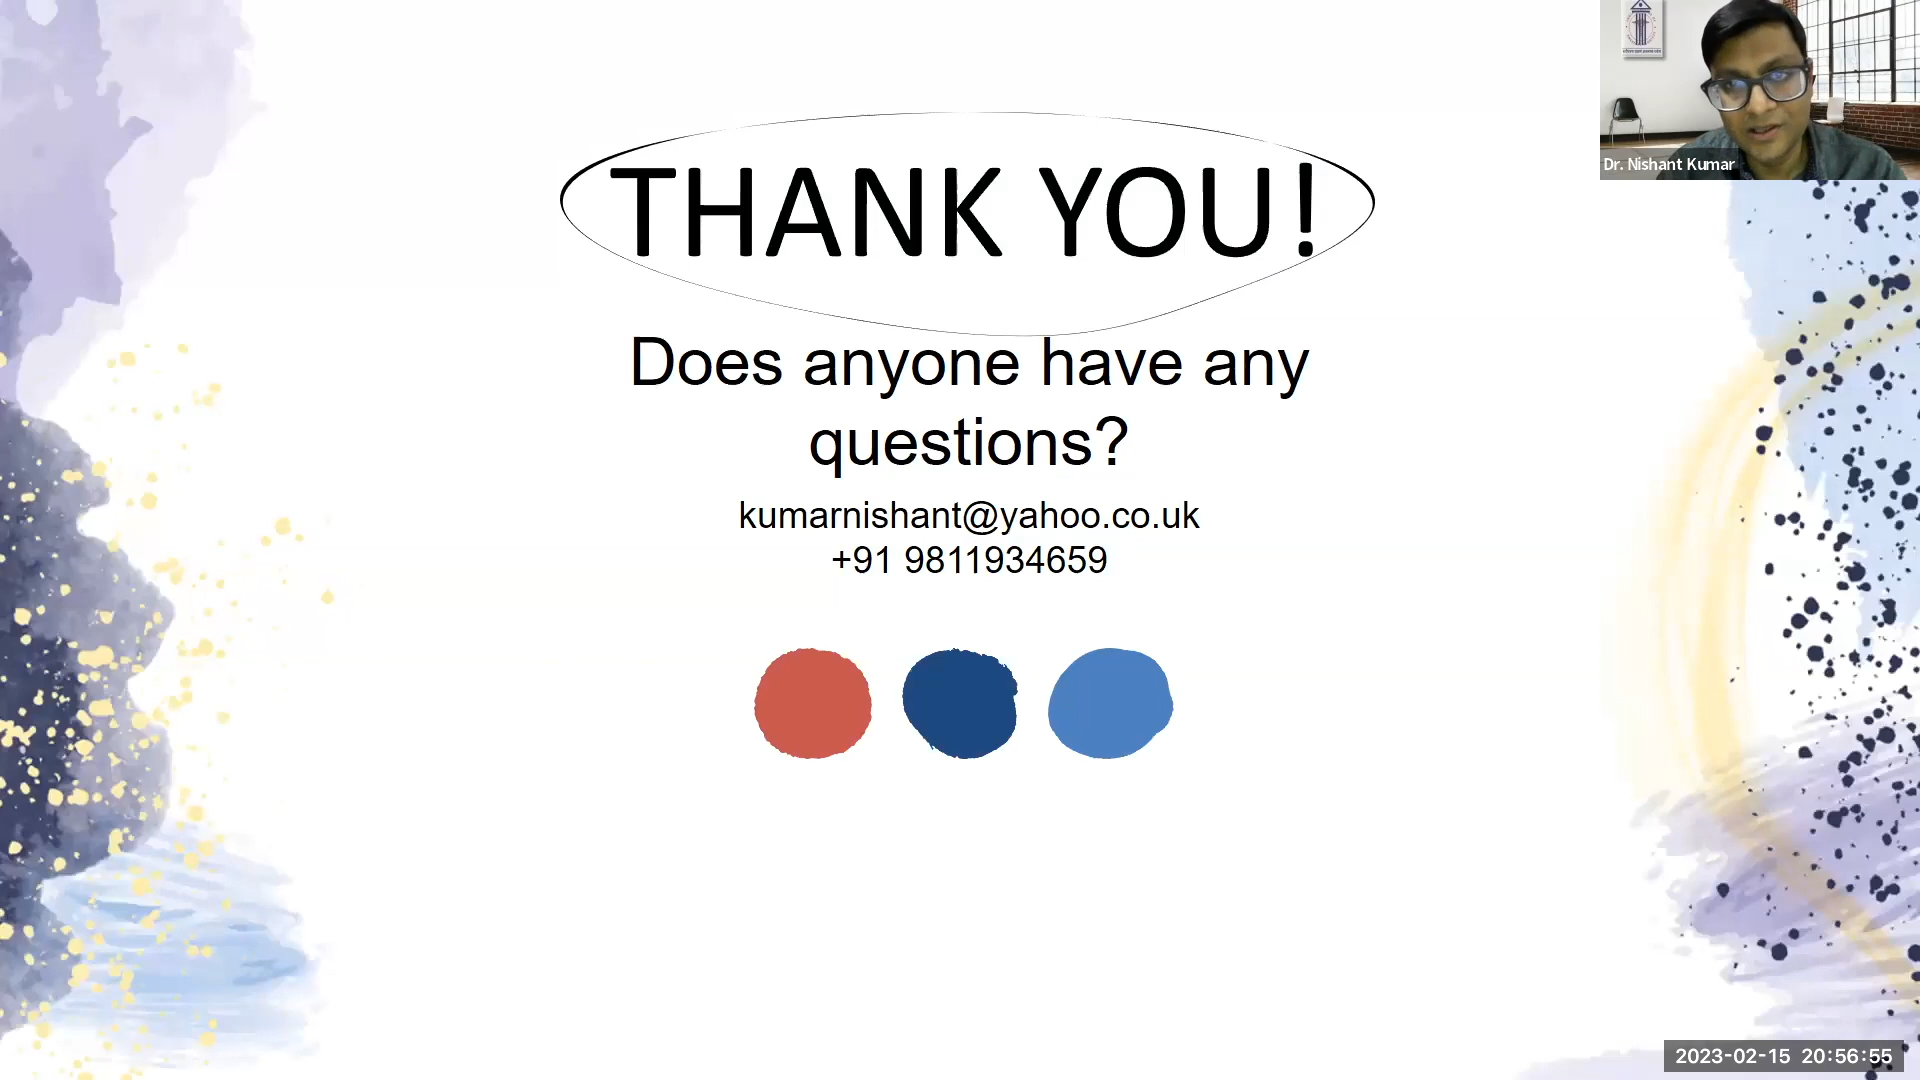 THANK YOU!
Does anyone have any
questions?
kumarnishant@yahoo.co.uk
+91 9811934659
Dr. Nishant Kumar
2023-02-15 20:56:55